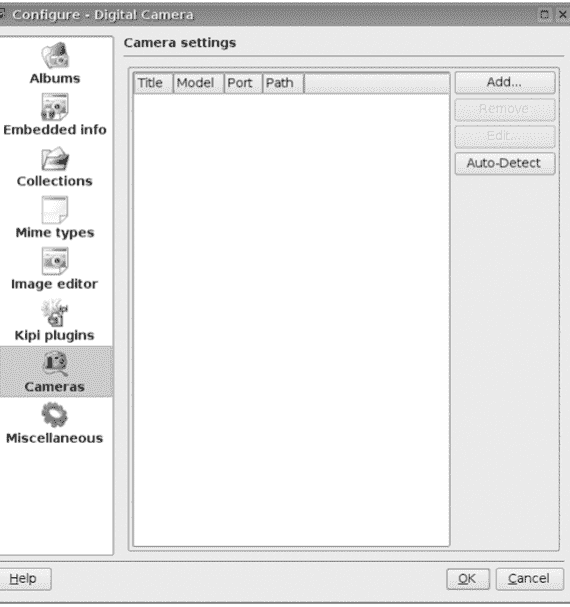 Configure - Digital Camera
Albums
Embedded info
Collections
Mime types
Image editor
Kipi plugins
Cameras
Miscellaneous
Camera settings
Title Model Port Path
Add...
Remove
Edit...
Auto-Detect
Help
OK
Cancel